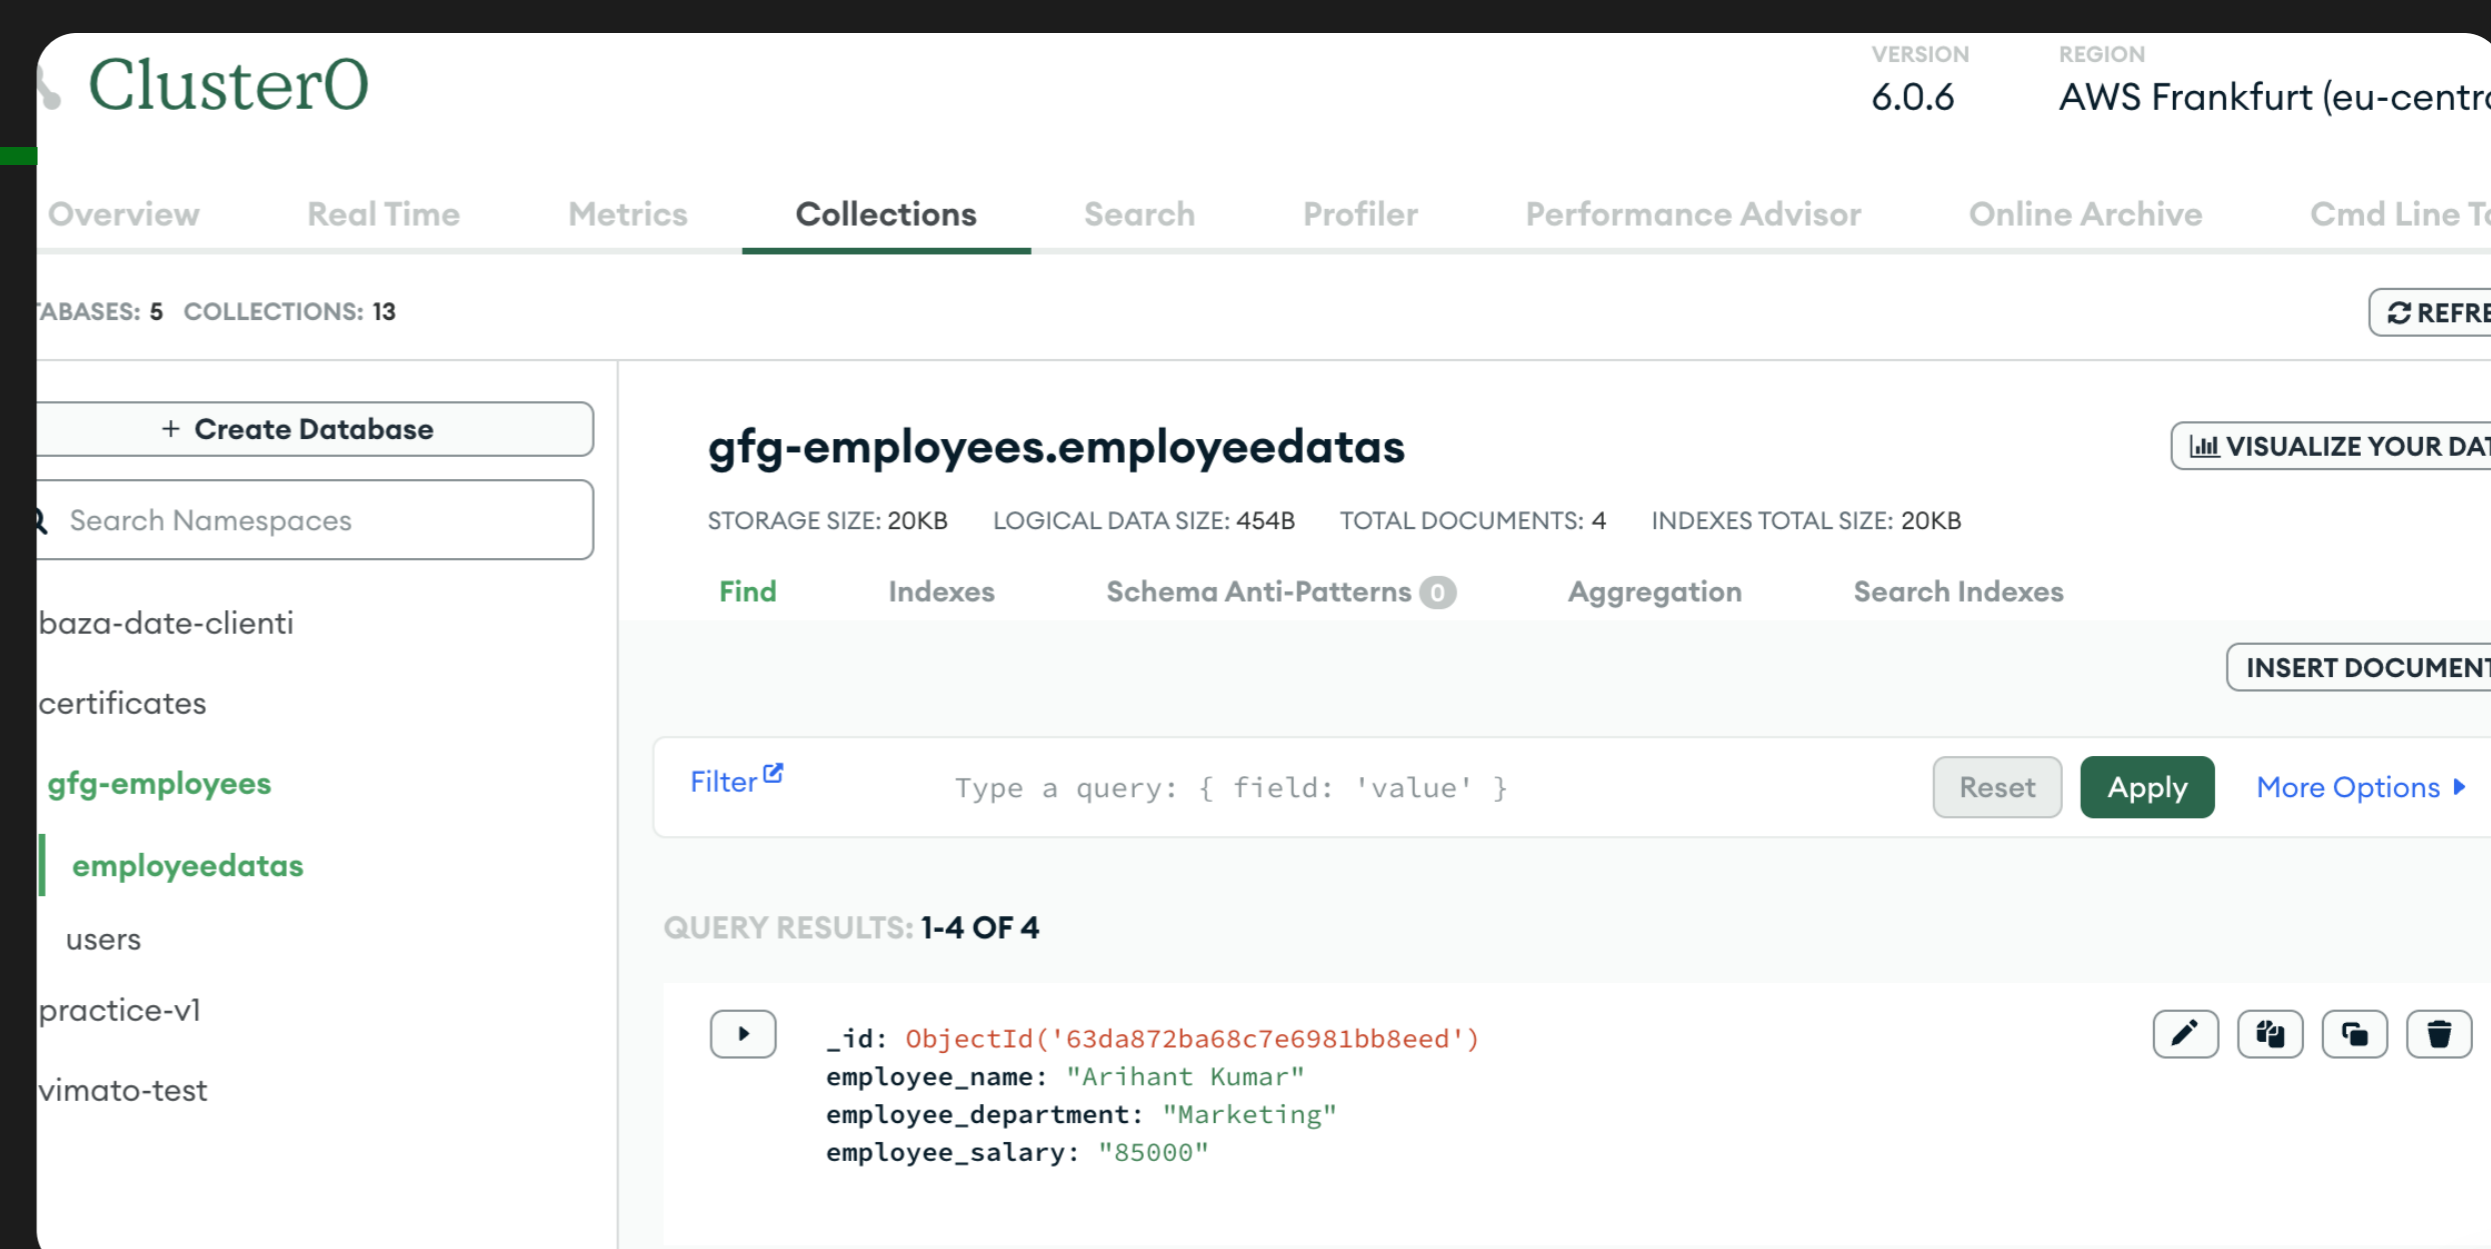 Cluster0
VERSION
6.0.6
REGION
AWS Frankfurt (eu-centr
Overview Real Time Metrics Collections Search Profiler Performance Advisor Online Archive Cmd Line To
TABASES: 5 COLLECTIONS: 13
REFRE
+ Create Database
Search Namespaces
baza-date-clienti
certificates
gfg-employees
employeedatas
users
practice-v1
vimato-test
gfg-employees.employeedatas
VISUALIZE YOUR DAT
STORAGE SIZE: 20KB LOGICAL DATA SIZE: 454B TOTAL DOCUMENTS: 4 INDEXES TOTAL SIZE: 20KB
Find Indexes Schema Anti-Patterns 0 Aggregation Search Indexes
INSERT DOCUMENT
Filter Type a query: { field: 'value' } Reset Apply More Options
QUERY RESULTS: 1-4 OF 4
_id: ObjectId('63da872ba68c7e6981bb8eed')
employee_name: "Arihant Kumar"
employee_department: "Marketing"
employee_salary: "85000"